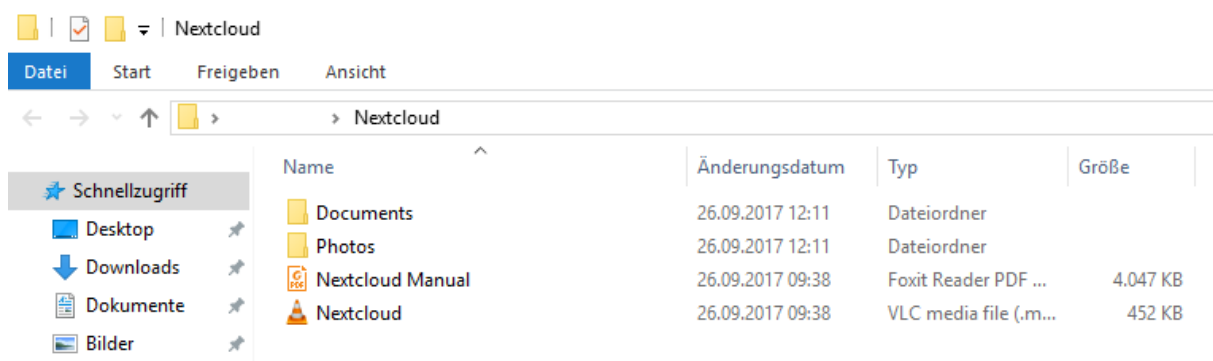 Nextcloud
Datei Start Freigeben Ansicht
Nextcloud
Name Änderungsdatum Typ Größe
Schnellzugriff
Desktop
Downloads
Dokumente
Bilder
Documents 26.09.2017 12:11 Dateiordner
Photos 26.09.2017 12:11 Dateiordner
Nextcloud Manual 26.09.2017 09:38 Foxit Reader PDF ... 4.047 KB
Nextcloud 26.09.2017 09:38 VLC media file (.m... 452 KB